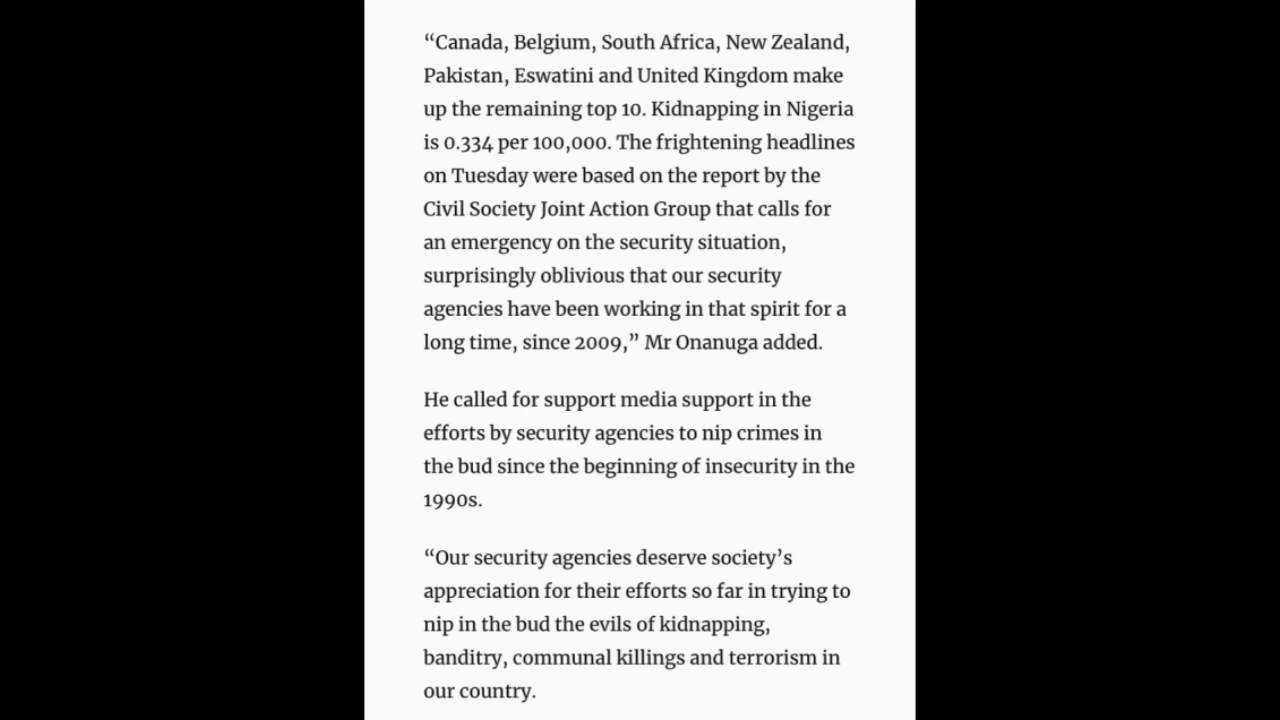 “Canada, Belgium, South Africa, New Zealand,
Pakistan, Eswatini and United Kingdom make
up the remaining top 10. Kidnapping in Nigeria
is 0.334 per 100,000. The frightening headlines
on Tuesday were based on the report by the
Civil Society Joint Action Group that calls for
an emergency on the security situation,
surprisingly oblivious that our security
agencies have been working in that spirit for a
long time, since 2009,” Mr Onanuga added.
He called for support media support in the
efforts by security agencies to nip crimes in
the bud since the beginning of insecurity in the
1990s.
“Our security agencies deserve society’s
appreciation for their efforts so far in trying to
nip in the bud the evils of kidnapping,
banditry, communal killings and terrorism in
our country.